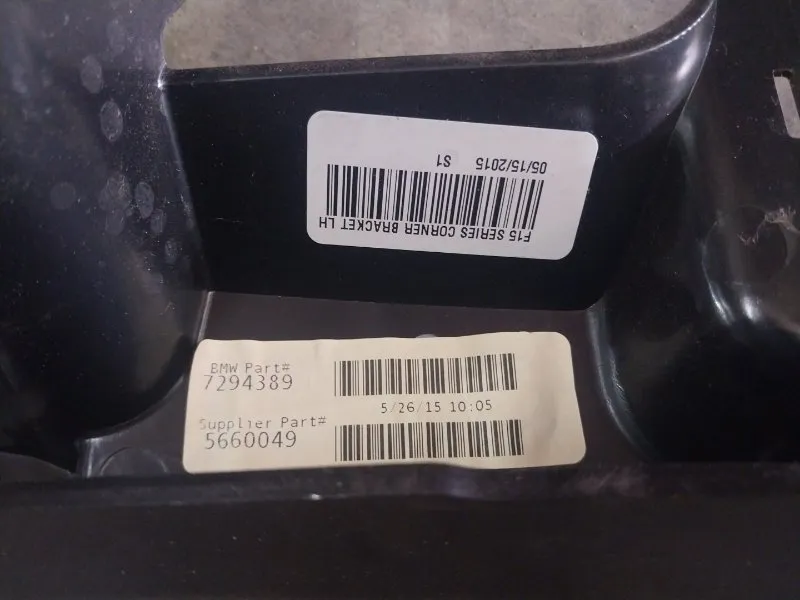 F15 SERIES CORNER BRACKET LH
05/15/2015 S1
BMW Part#
7294389
5/26/15 10:05
Supplier Part#
5660049